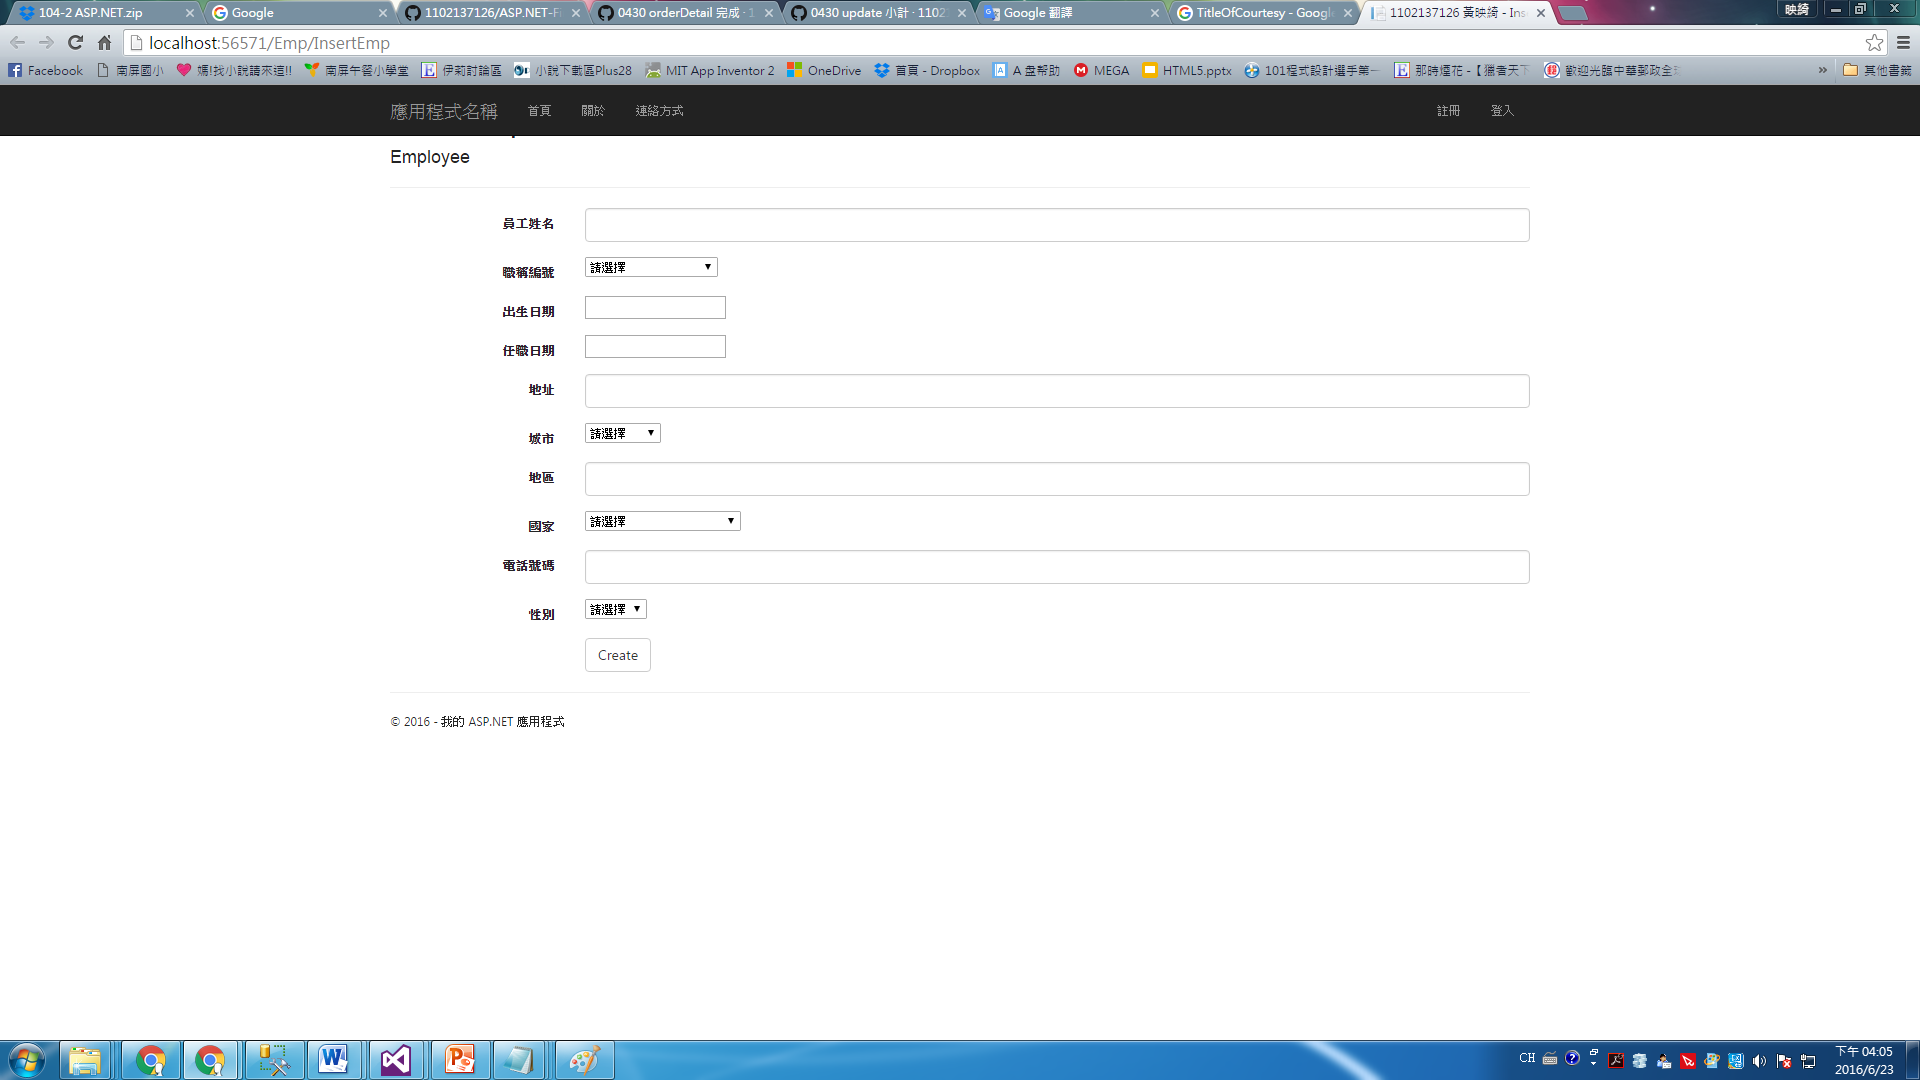 104-2 ASP.NET.zip
Google
1102137126/ASP.NET-Fi
0430 orderDetail 完成 · 1
0430 update 小計 · 1102
Google 翻譯
TitleOfCourtesy - Google
1102137126 黃映綺 - Ins
映綺
localhost:56571/Emp/InsertEmp
Facebook
南屏國小
媽!找小說請來這!!
南屏午餐小學堂
伊莉討論區
小說下載區Plus28
MIT App Inventor 2
OneDrive
首頁 - Dropbox
A 盘帮助
MEGA
HTML5.pptx
101程式設計選手第一
那時煙花 -【 獵者天下
歡迎光臨中華郵政全球
»
其他書籤
應用程式名稱
首頁
關於
連絡方式
註冊
登入
Employee
員工姓名
職稱編號 請選擇
出生日期
任職日期
地址
城市 請選擇
地區
國家 請選擇
電話號碼
性別 請選擇
Create
© 2016 - 我的 ASP.NET 應用程式
CH
下午 04:05
2016/6/23